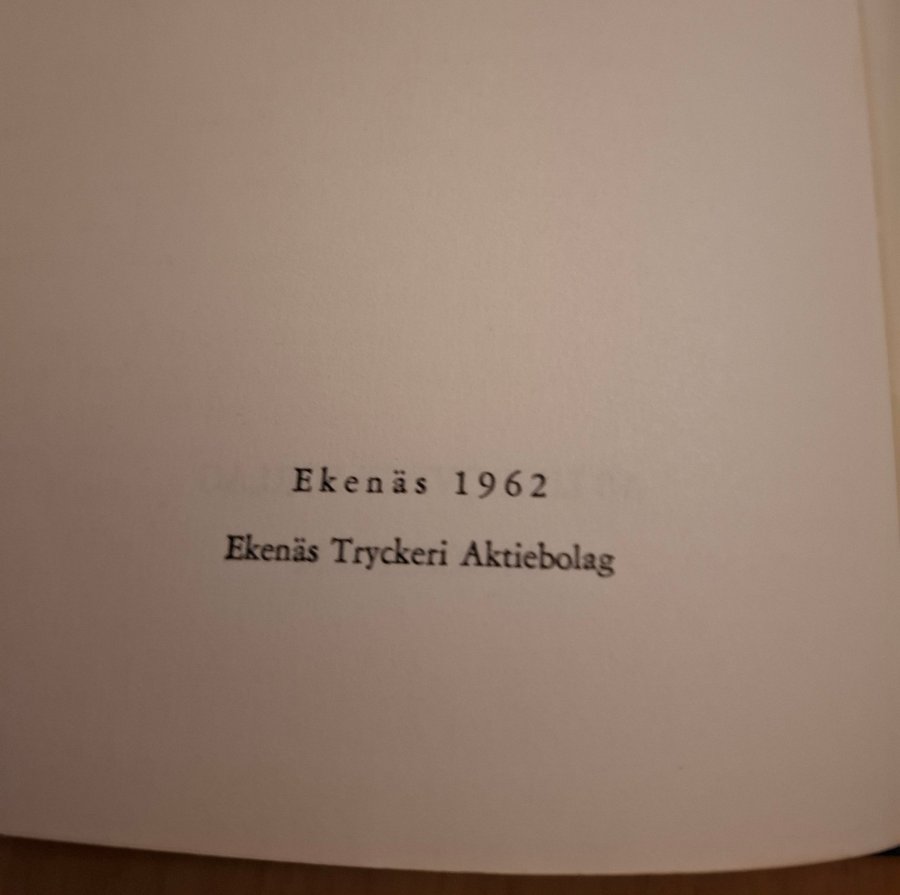 Ekenäs 1962
Ekenäs Tryckeri Aktiebolag